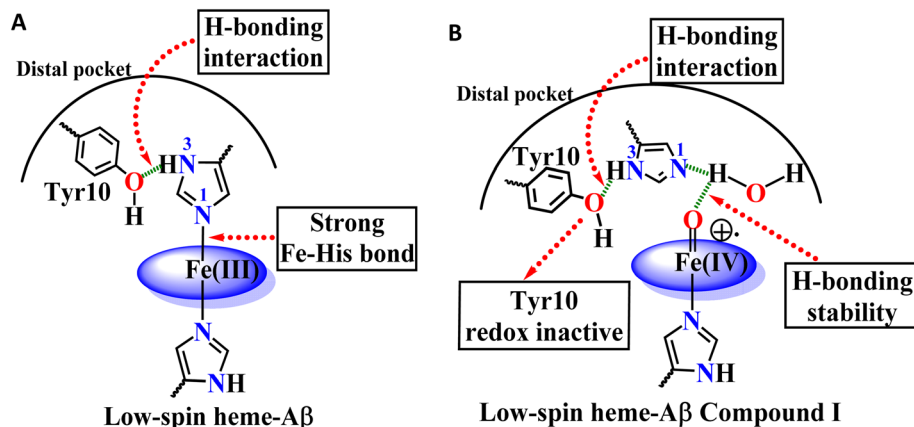 A
H-bonding
interaction
Distal pocket
Tyr10
O
H
H
N
3
1
N
Strong
Fe-His bond
Fe(III)
N
NH
Low-spin heme-Aβ
B
H-bonding
interaction
Distal pocket
Tyr10
O
H
HN
3
1
N
H
O
H
O
⊕·
Fe(IV)
Tyr10
redox inactive
H-bonding
stability
N
NH
Low-spin heme-Aβ Compound I